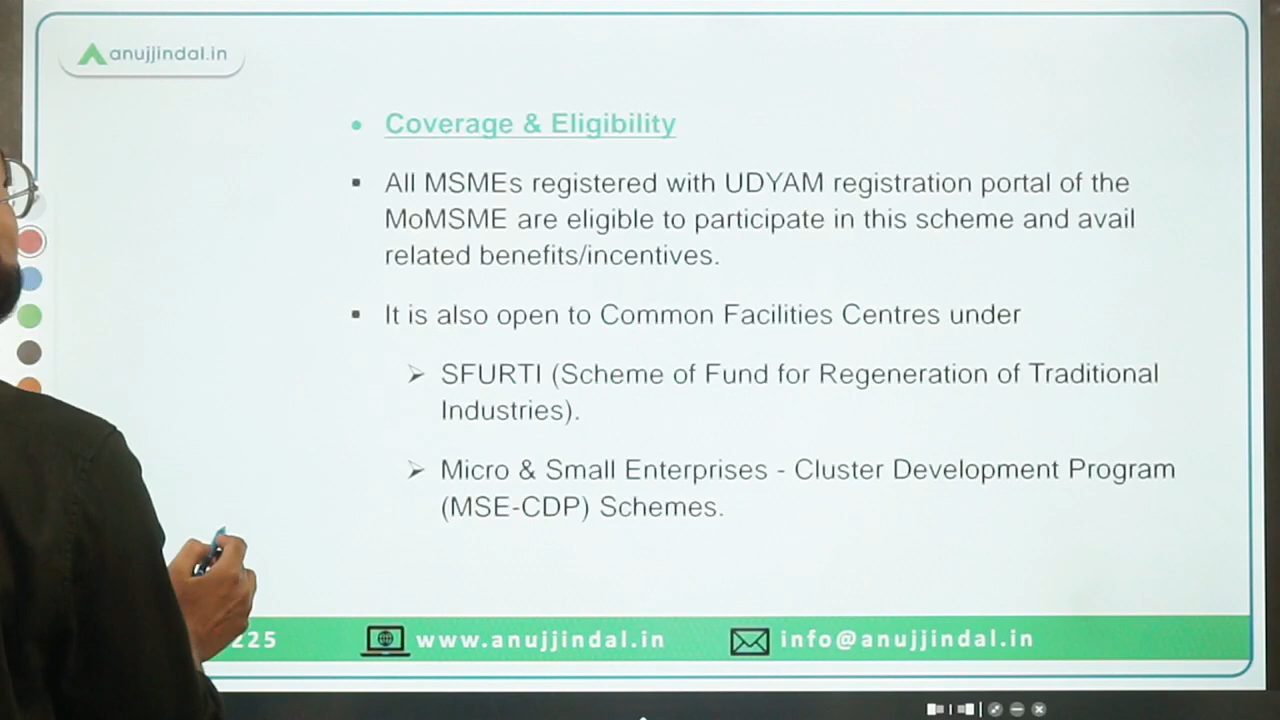 anujjindal.in
• Coverage & Eligibility
▪ All MSMEs registered with UDYAM registration portal of the
MoMSME are eligible to participate in this scheme and avail
related benefits/incentives.
▪ It is also open to Common Facilities Centres under
➢ SFURTI (Scheme of Fund for Regeneration of Traditional
Industries).
➢ Micro & Small Enterprises - Cluster Development Program
(MSE-CDP) Schemes.
225 www.anujjindal.in info@anujjindal.in